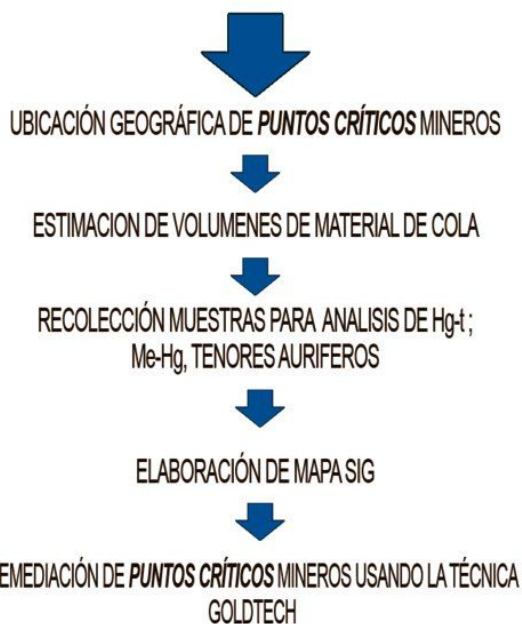 UBICACIÓN GEOGRÁFICA DE PUNTOS CRÍTICOS MINEROS
ESTIMACION DE VOLUMENES DE MATERIAL DE COLA
RECOLECCIÓN MUESTRAS PARA ANALISIS DE Hg-t ;
Me-Hg, TENORES AURIFEROS
ELABORACIÓN DE MAPA SIG
EMEDIACIÓN DE PUNTOS CRÍTICOS MINEROS USANDO LA TÉCNICA
GOLDTECH